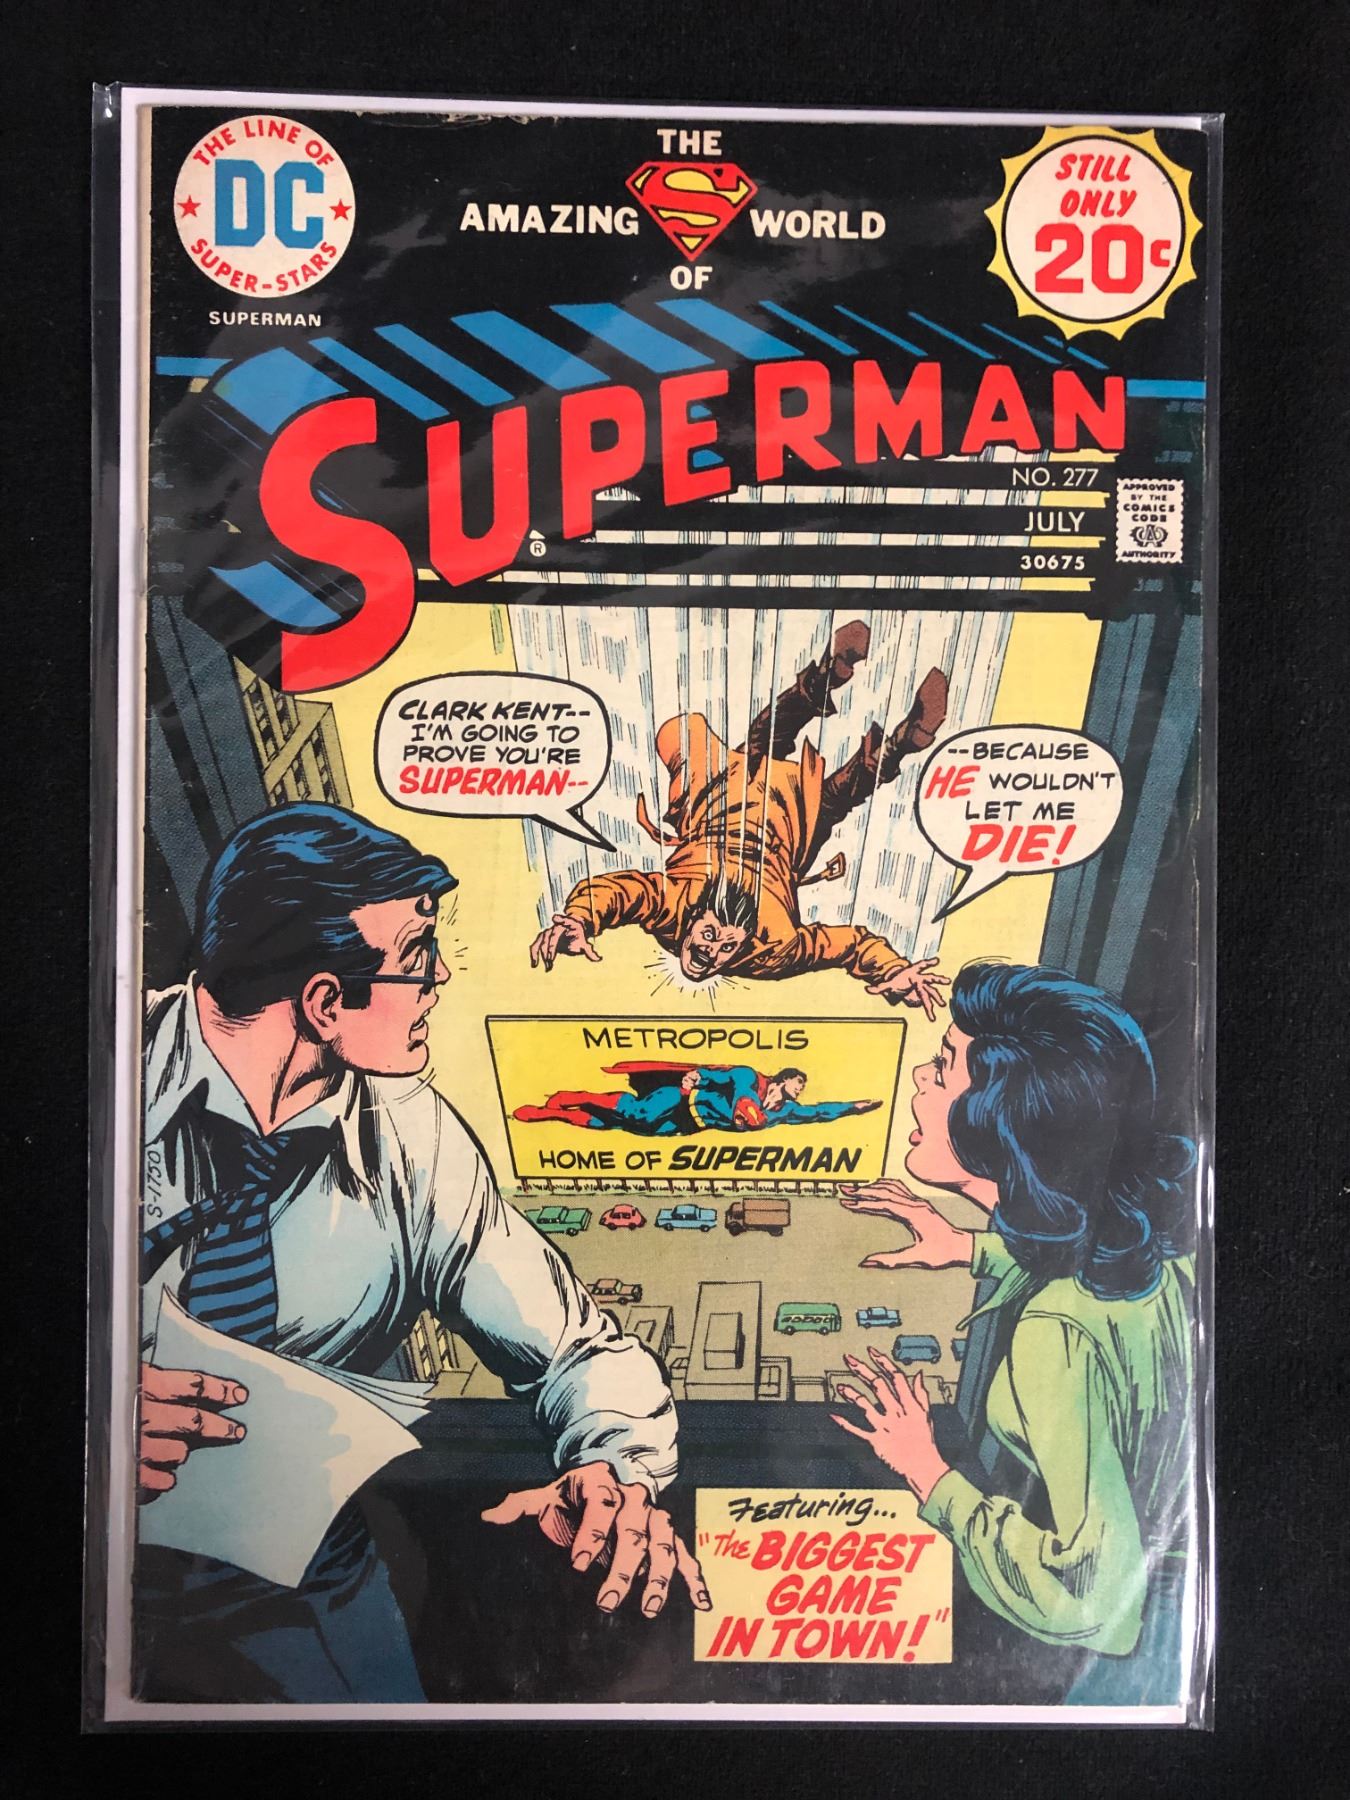 THE LINE OF
DC
SUPER-STARS
SUPERMAN
THE
AMAZING S WORLD
OF
STILL
ONLY
20¢
SUPERMAN
®
NO. 277
JULY
30675
APPROVED
BY THE
COMICS
CODE
CA
AUTHORITY
CLARK KENT--
I'M GOING TO
PROVE YOU'RE
SUPERMAN--
--BECAUSE
HE WOULDN'T
LET ME
DIE!
METROPOLIS
HOME OF SUPERMAN
S-1750
Featuring...
"The BIGGEST
GAME
IN TOWN!"